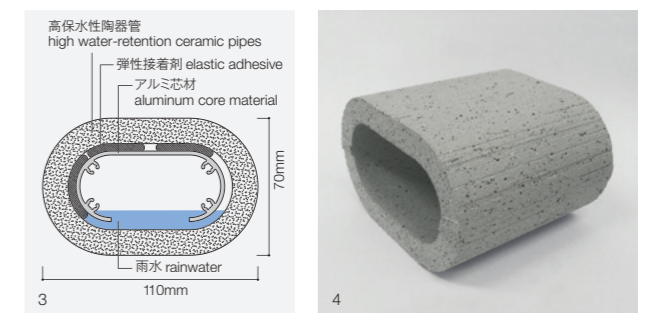 高保水性陶器管
high water-retention ceramic pipes
弾性接着剤 elastic adhesive
アルミ芯材
aluminum core material
70mm
雨水 rainwater
110mm
3
4